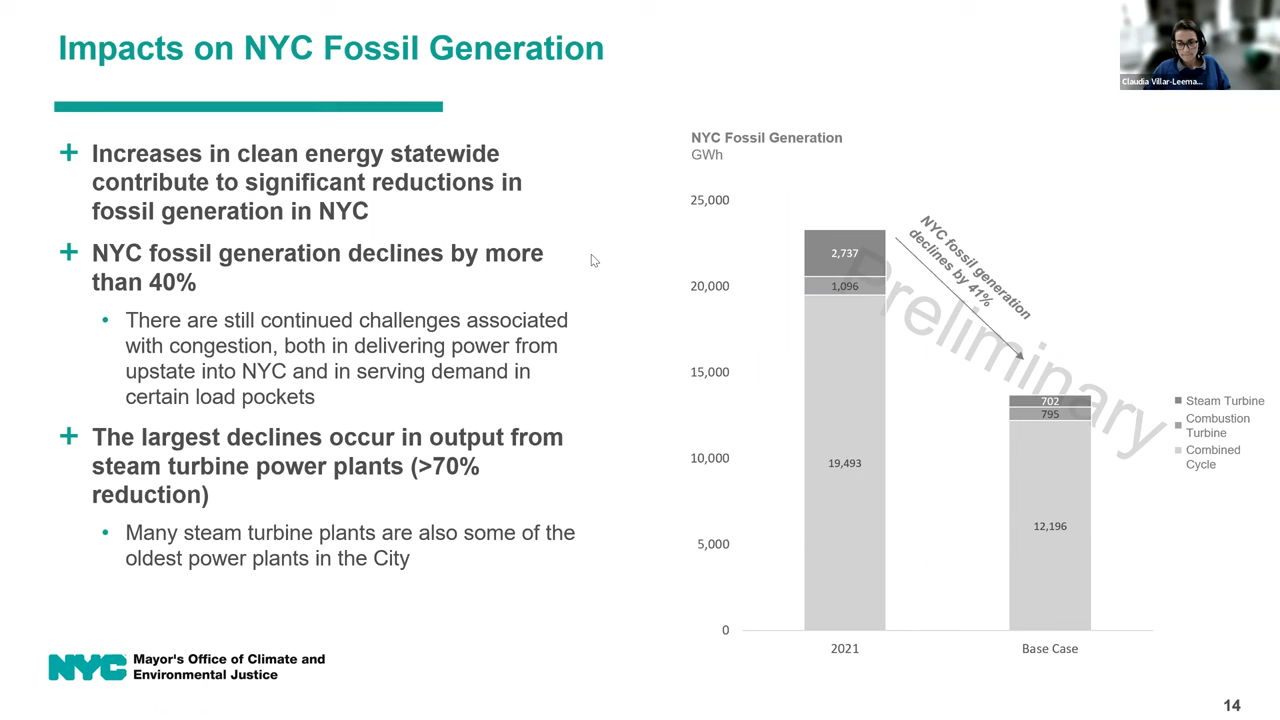 Impacts on NYC Fossil Generation
Claudia Villar-Leema...
+ Increases in clean energy statewide
contribute to significant reductions in
fossil generation in NYC
+ NYC fossil generation declines by more
than 40%
• There are still continued challenges associated
with congestion, both in delivering power from
upstate into NYC and in serving demand in
certain load pockets
+ The largest declines occur in output from
steam turbine power plants (>70%
reduction)
• Many steam turbine plants are also some of the
oldest power plants in the City
NYC Fossil Generation
GWh
25,000
20,000
15,000
10,000
5,000
0
2,737
1,096
19,493
702
795
12,196
2021
Base Case
NYC fossil generation
declines by 41%
Preliminary
Steam Turbine
Combustion
Turbine
Combined
Cycle
NYC
Mayor's Office of Climate and
Environmental Justice
14